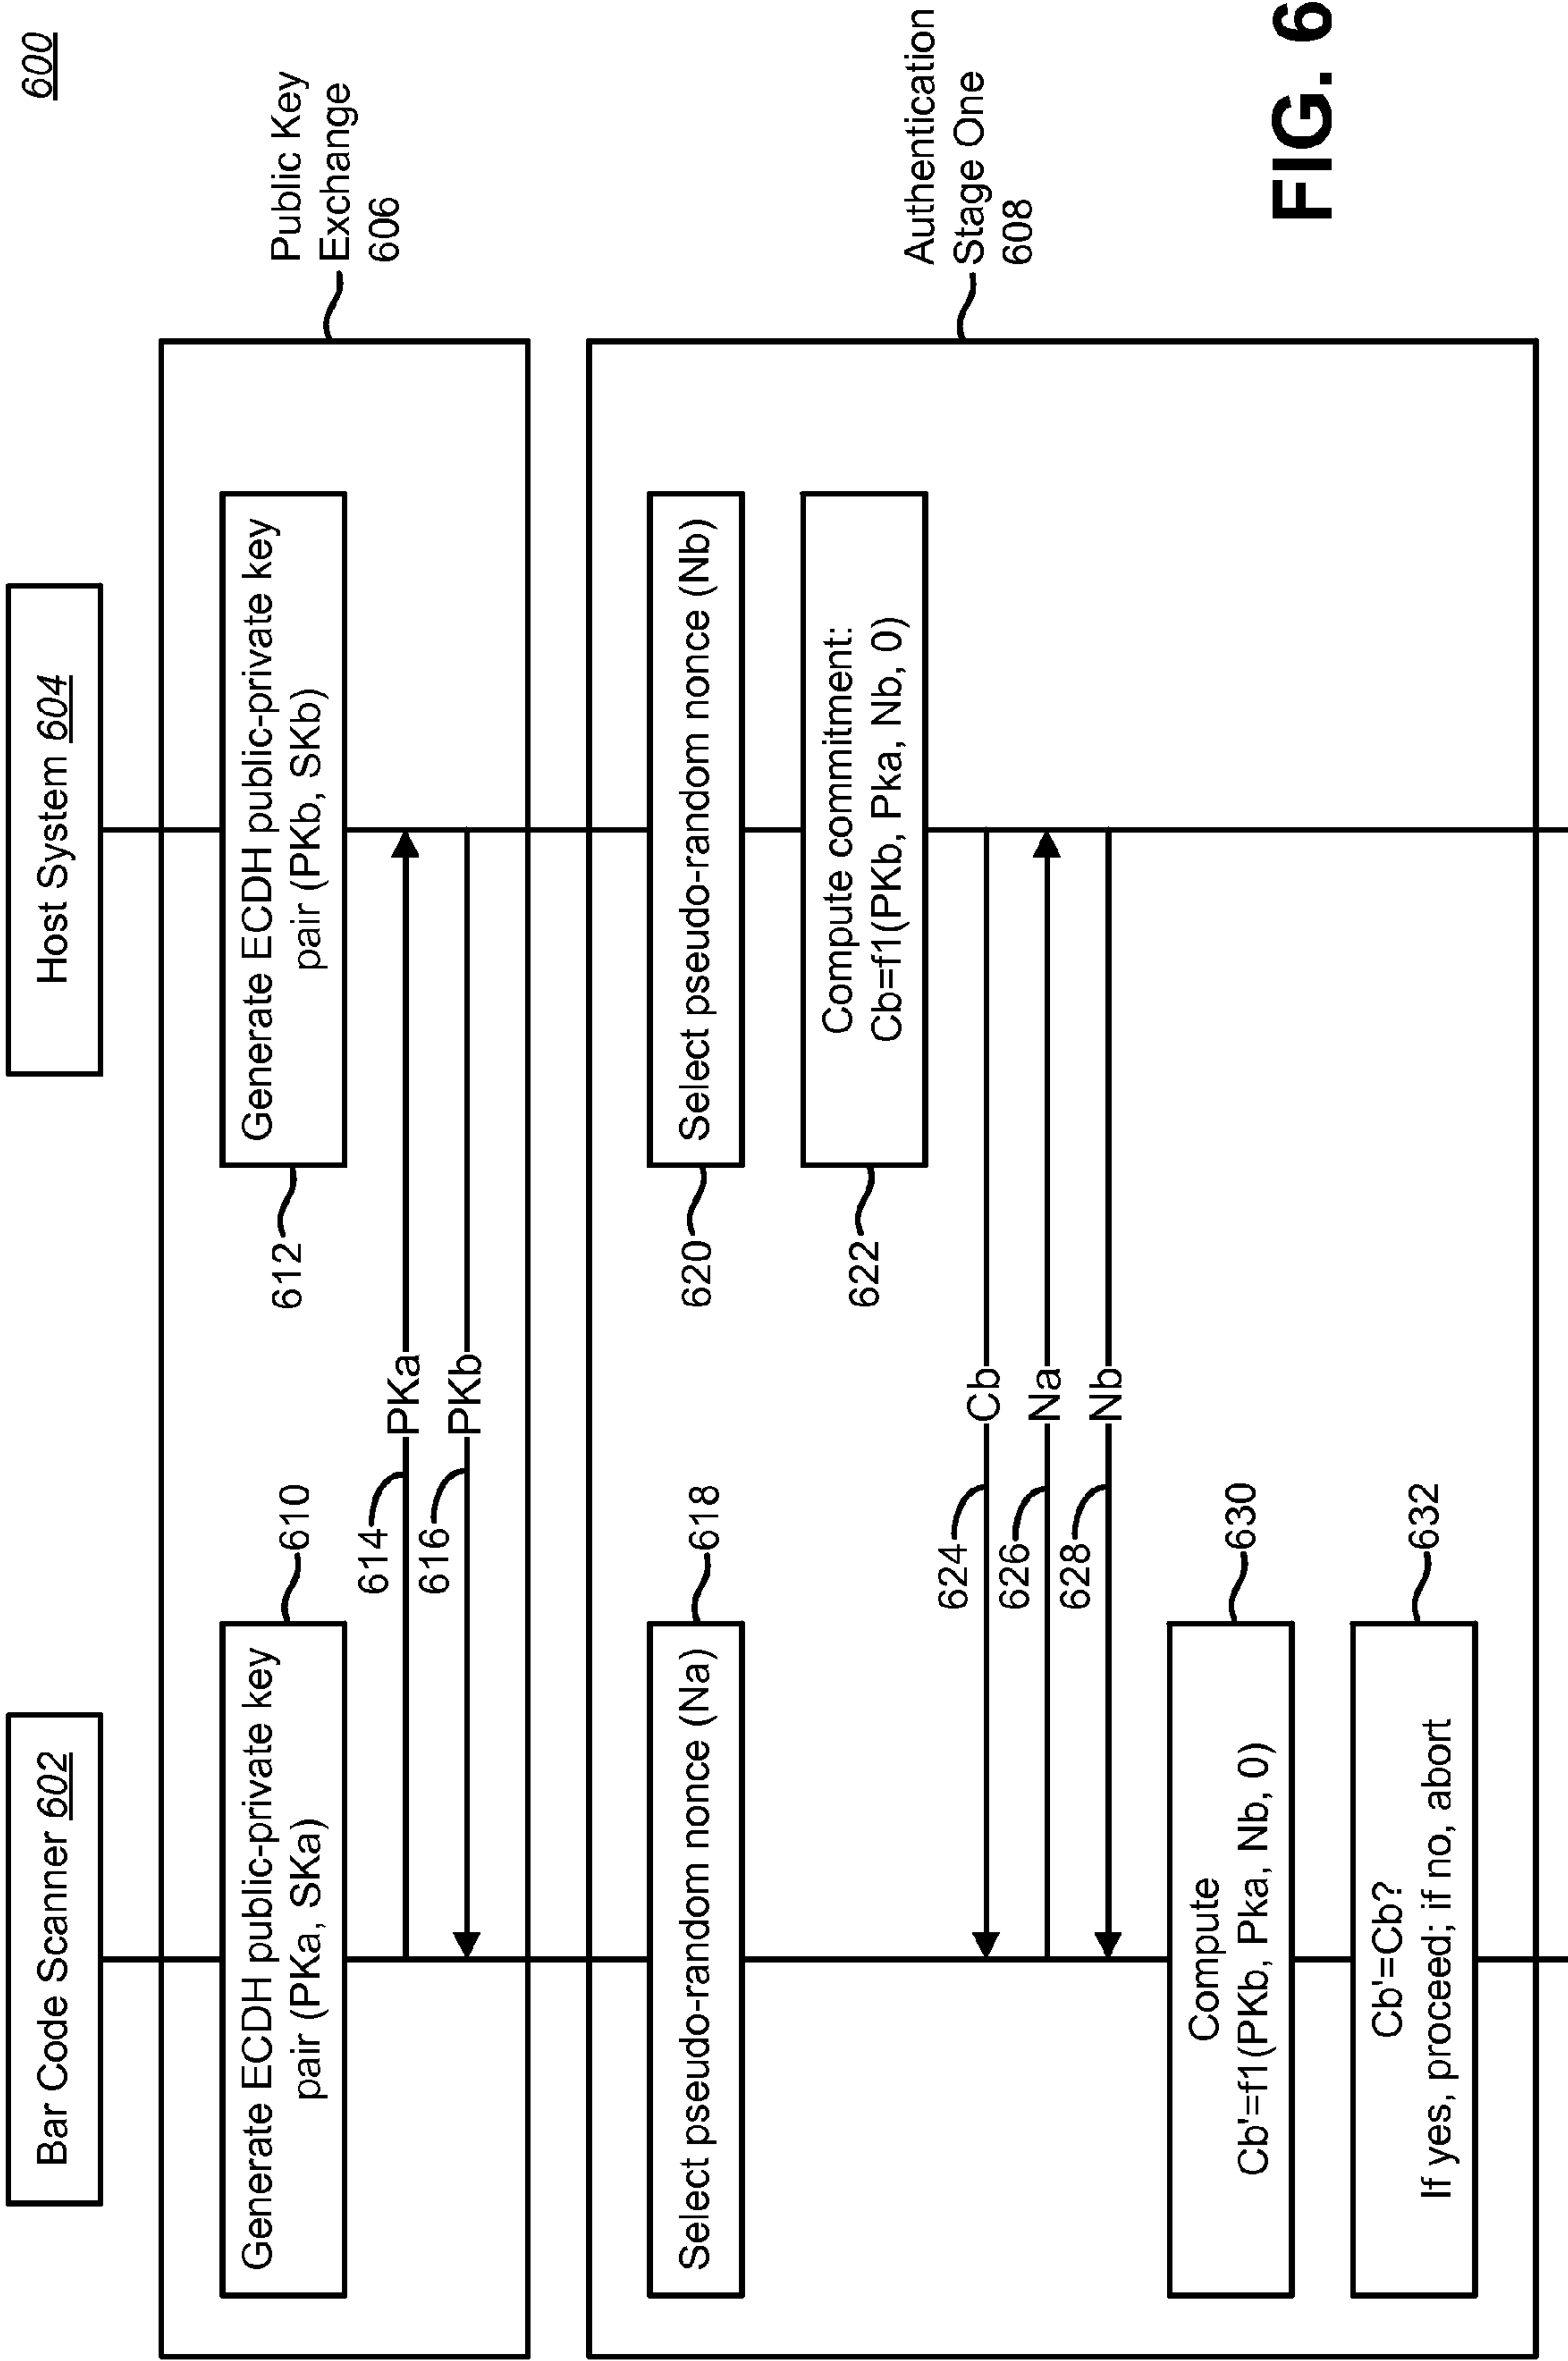 600
Bar Code Scanner 602
Host System 604
Public Key
Exchange
606
Generate ECDH public-private key
pair (PKa, SKa)
610
612
Generate ECDH public-private key
pair (PKb, SKb)
614
PKa
616
PKb
Authentication
Stage One
608
Select pseudo-random nonce (Na)
618
620
Select pseudo-random nonce (Nb)
622
Compute commitment:
Cb=f1(PKb, Pka, Nb, 0)
624
Cb
626
Na
628
Nb
Compute
Cb'=f1(PKb, Pka, Nb, 0)
630
Cb'=Cb?
If yes, proceed; if no, abort
632
FIG. 6